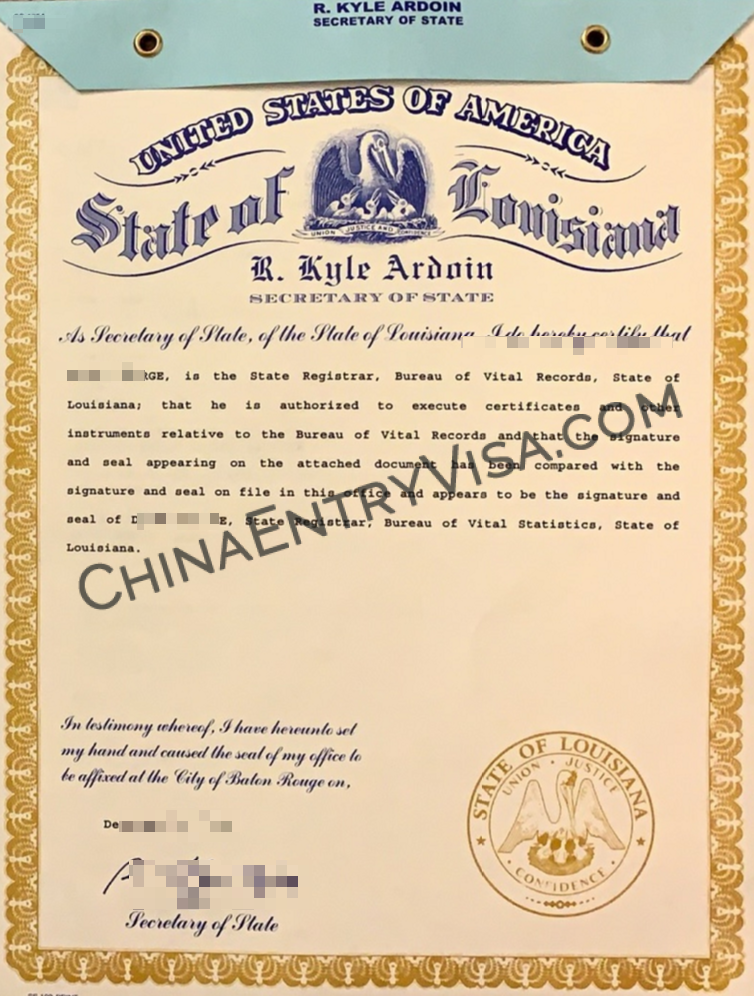 R. KYLE ARDOIN
SECRETARY OF STATE
UNITED STATES OF AMERICA
State of Louisiana
UNION JUSTICE AND CONFIDENCE
R. Kyle Ardoin
SECRETARY OF STATE
As Secretary of State, of the State of Louisiana, I do hereby certify that
RGE, is the State Registrar, Bureau of Vital Records, State of
Louisiana; that he is authorized to execute certificates and other
instruments relative to the Bureau of Vital Records and that the signature
and seal appearing on the attached document has been compared with the
signature and seal on file in this office and appears to be the signature and
seal of D E, State Registrar, Bureau of Vital Statistics, State of
Louisiana.
CHINAENTRYVISA.COM
In testimony whereof, I have hereunto set
my hand and caused the seal of my office to
be affixed at the City of Baton Rouge on,
De
Secretary of State
STATE OF LOUISIANA
UNION · JUSTICE
· CONFIDENCE ·